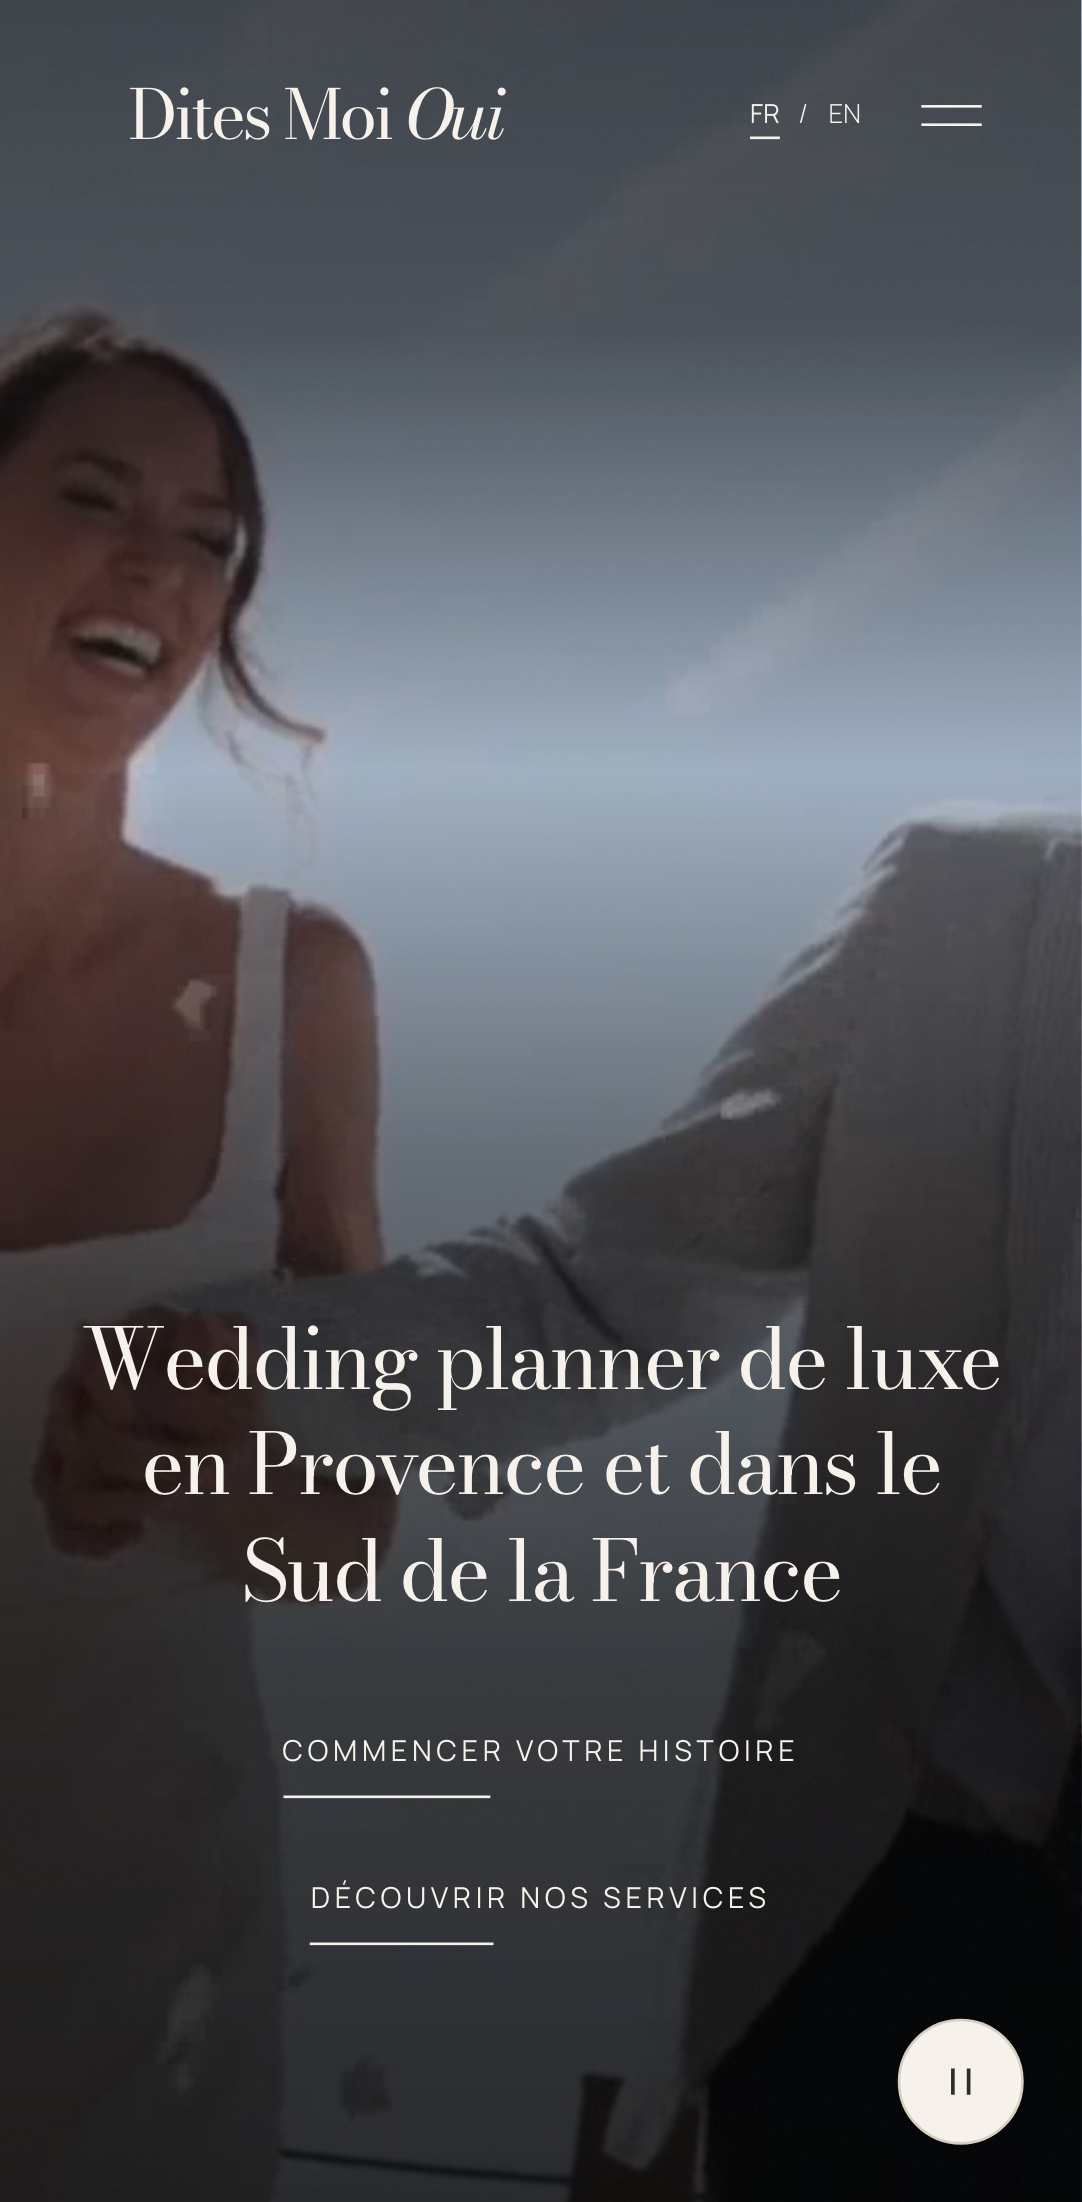 Dites Moi Oui
FR / EN
Wedding planner de luxe
en Provence et dans le
Sud de la France
COMMENCER VOTRE HISTOIRE
DÉCOUVRIR NOS SERVICES